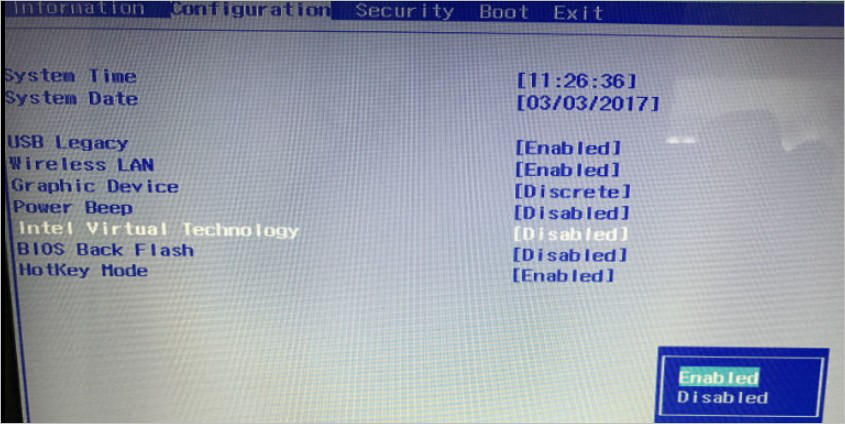 Information Configuration Security Boot Exit
System Time [11:26:36]
System Date [03/03/2017]
USB Legacy [Enabled]
Wireless LAN [Enabled]
Graphic Device [Discrete]
Power Beep [Disabled]
Intel Virtual Technology [Disabled]
BIOS Back Flash [Disabled]
HotKey Mode [Enabled]
Enabled
Disabled